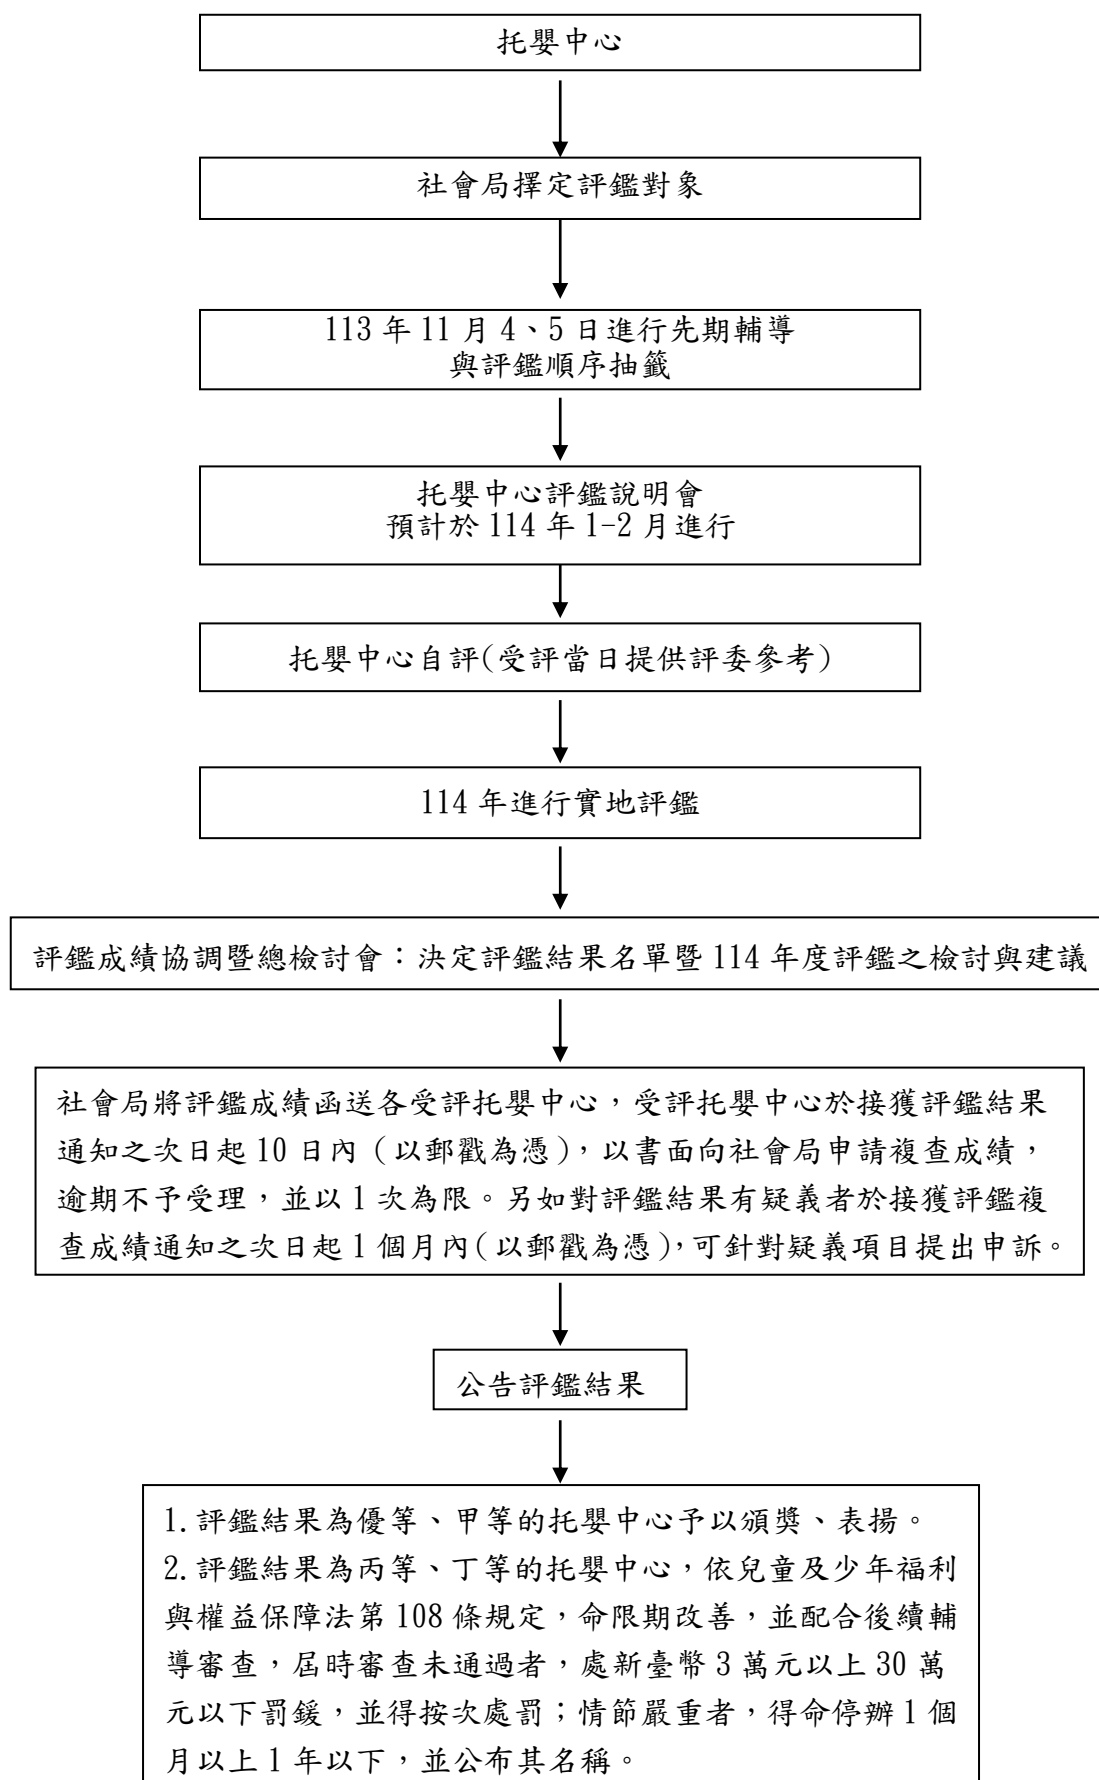 托嬰中心
社會局擇定評鑑對象
113 年 11 月 4、5 日進行先期輔導
與評鑑順序抽籤
托嬰中心評鑑說明會
預計於 114 年 1-2 月進行
托嬰中心自評(受評當日提供評委參考)
114 年進行實地評鑑
評鑑成績協調暨總檢討會：決定評鑑結果名單暨 114 年度評鑑之檢討與建議
社會局將評鑑成績函送各受評托嬰中心，受評托嬰中心於接獲評鑑結果
通知之次日起 10 日內（以郵戳為憑），以書面向社會局申請複查成績，
逾期不予受理，並以 1 次為限。另如對評鑑結果有疑義者於接獲評鑑複
查成績通知之次日起 1 個月內(以郵戳為憑)，可針對疑義項目提出申訴。
公告評鑑結果
1. 評鑑結果為優等、甲等的托嬰中心予以頒獎、表揚。
2. 評鑑結果為丙等、丁等的托嬰中心，依兒童及少年福利
與權益保障法第 108 條規定，命限期改善，並配合後續輔
導審查，屆時審查未通過者，處新臺幣 3 萬元以上 30 萬
元以下罰鍰，並得按次處罰；情節嚴重者，得命停辦 1 個
月以上 1 年以下，並公布其名稱。